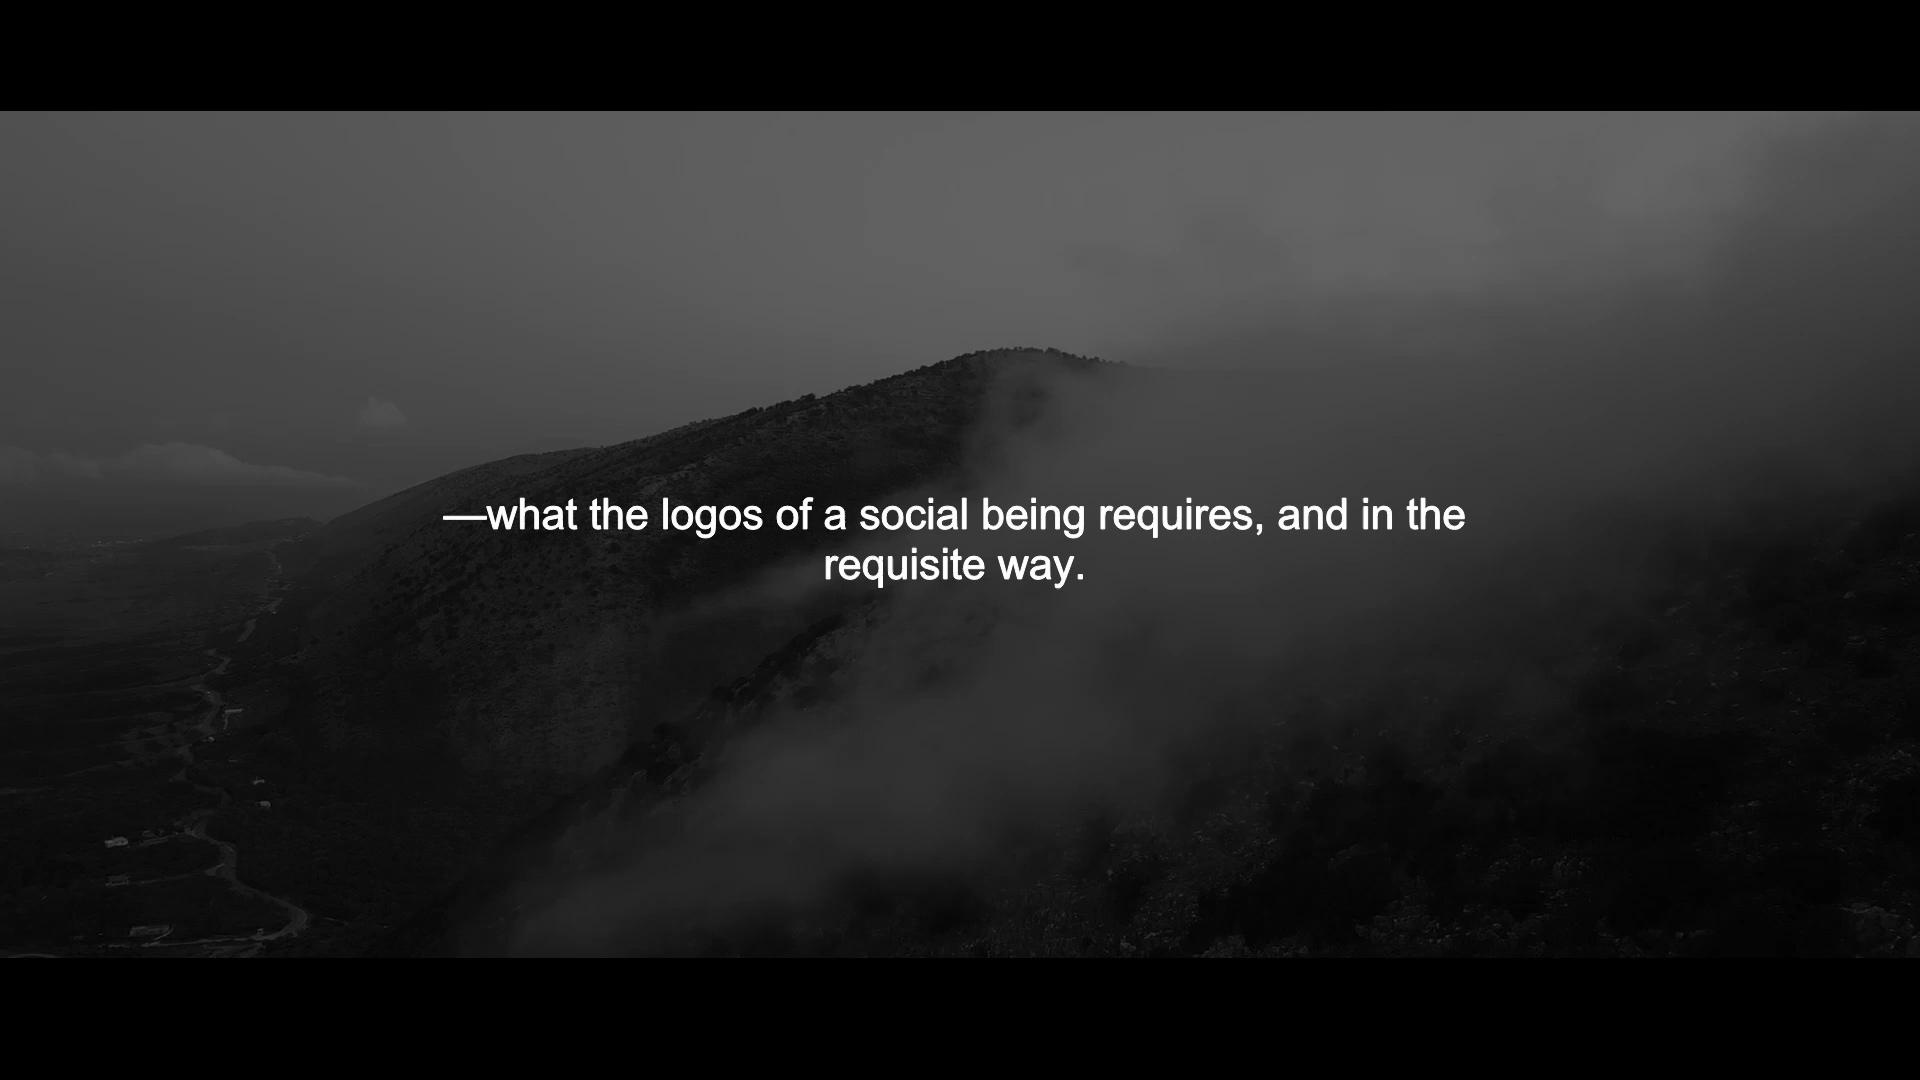 —what the logos of a social being requires, and in the
requisite way.